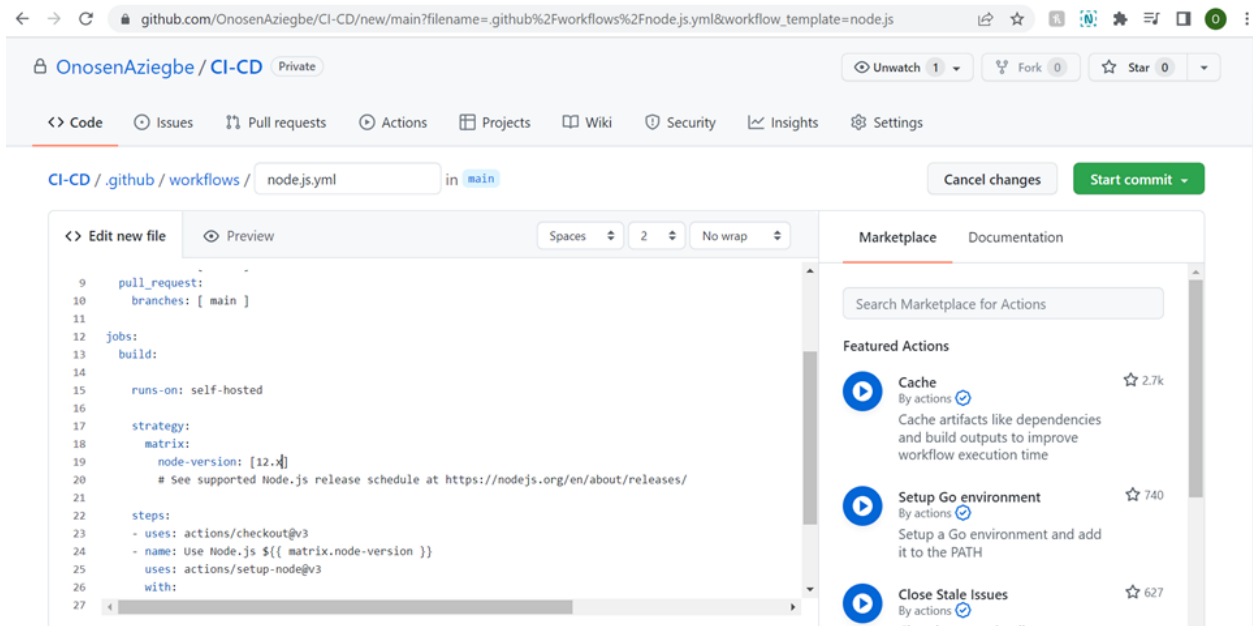 github.com/OnosenAziegbe/CI-CD/new/main?filename=.github%2Fworkflows%2Fnode.js.yml&workflow_template=node.js
O
OnosenAziegbe / CI-CD Private
Unwatch 1 Fork 0 Star 0
<> Code Issues Pull requests Actions Projects Wiki Security Insights Settings
CI-CD / .github / workflows / node.js.yml in main
Cancel changes Start commit
<> Edit new file Preview Spaces 2 No wrap
9 pull_request:
10 branches: [ main ]
11
12 jobs:
13 build:
14
15 runs-on: self-hosted
16
17 strategy:
18 matrix:
19 node-version: [12.x]
20 # See supported Node.js release schedule at https://nodejs.org/en/about/releases/
21
22 steps:
23 - uses: actions/checkout@v3
24 - name: Use Node.js ${{ matrix.node-version }}
25 uses: actions/setup-node@v3
26 with:
27
Marketplace Documentation
Search Marketplace for Actions
Featured Actions
Cache 2.7k
By actions
Cache artifacts like dependencies
and build outputs to improve
workflow execution time
Setup Go environment 740
By actions
Setup a Go environment and add
it to the PATH
Close Stale Issues 627
By actions